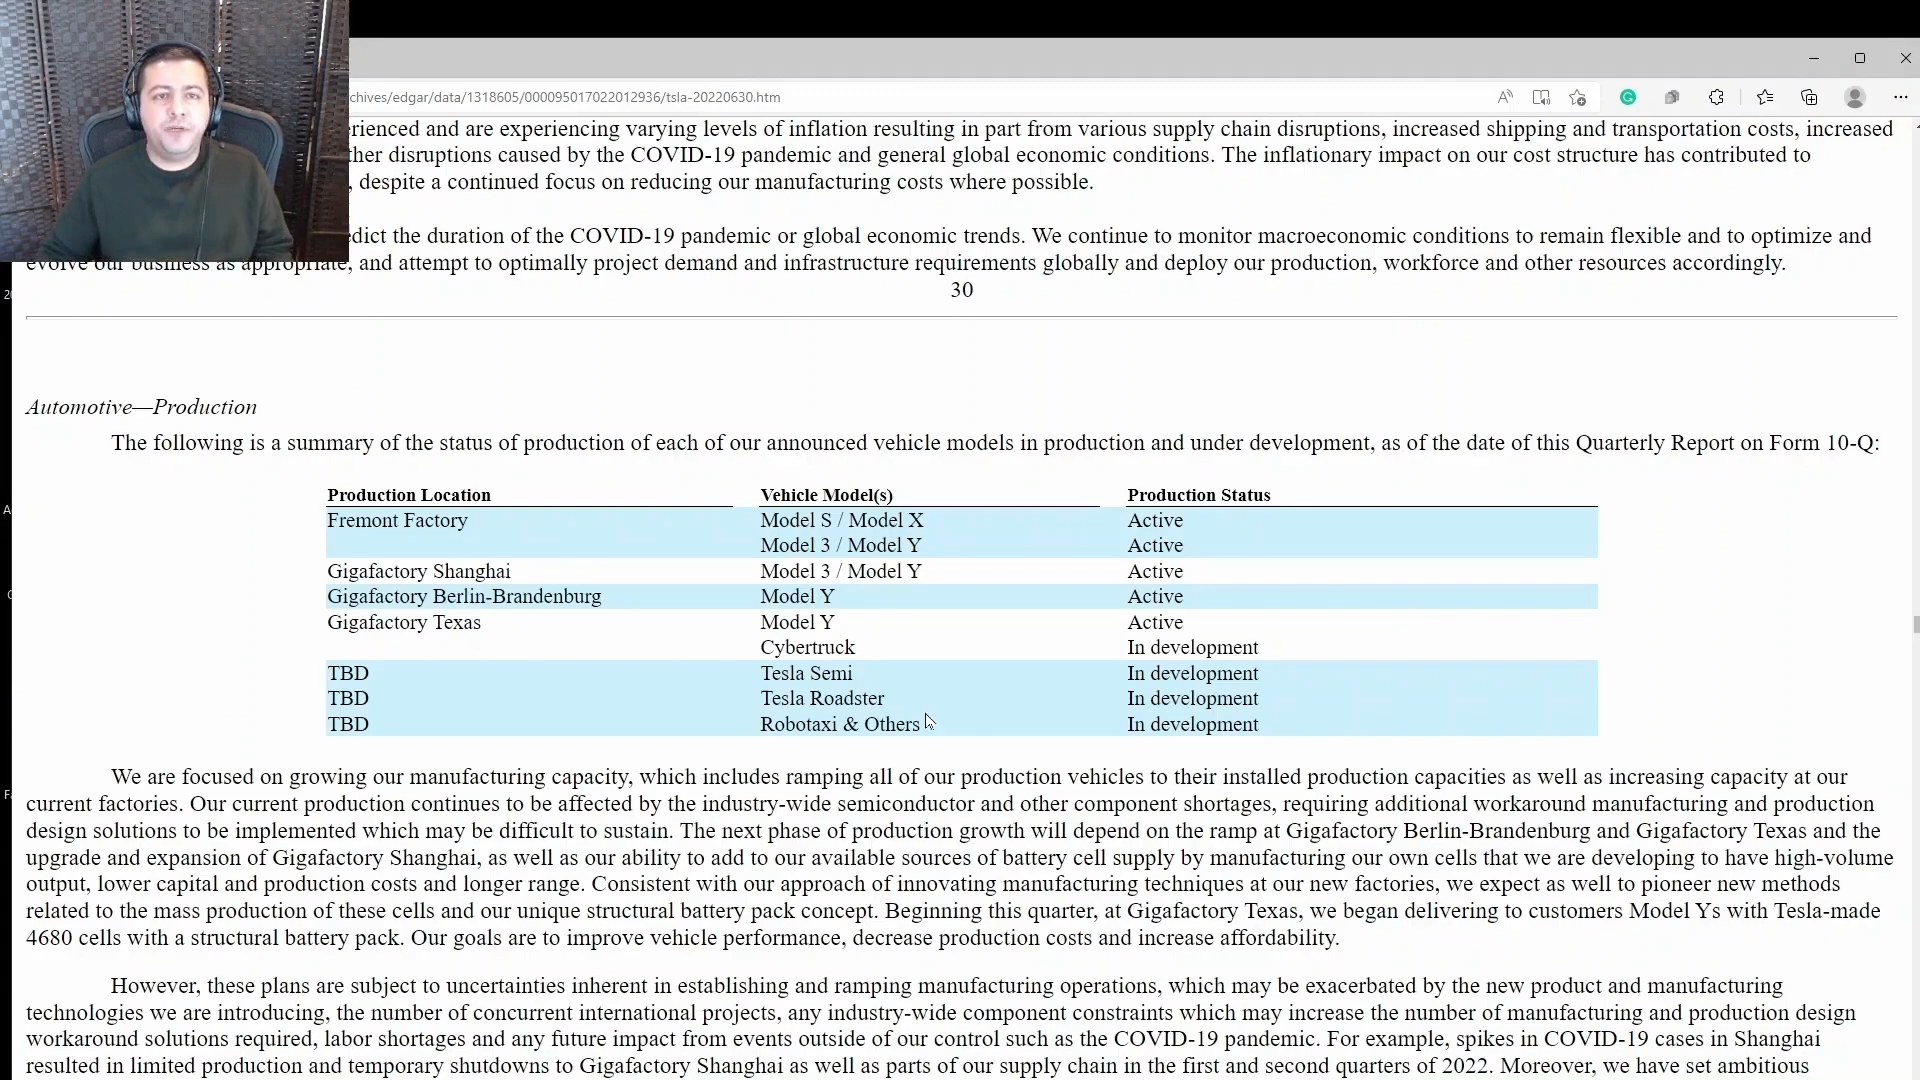 chives/edgar/data/1318605/000095017022012936/tsla-20220630.htm
erienced and are experiencing varying levels of inflation resulting in part from various supply chain disruptions, increased shipping and transportation costs, increased
ther disruptions caused by the COVID-19 pandemic and general global economic conditions. The inflationary impact on our cost structure has contributed to
, despite a continued focus on reducing our manufacturing costs where possible.
edict the duration of the COVID-19 pandemic or global economic trends. We continue to monitor macroeconomic conditions to remain flexible and to optimize and
evolve our business as appropriate, and attempt to optimally project demand and infrastructure requirements globally and deploy our production, workforce and other resources accordingly.
30
Automotive—Production
The following is a summary of the status of production of each of our announced vehicle models in production and under development, as of the date of this Quarterly Report on Form 10-Q:
Production Location Vehicle Model(s) Production Status
Fremont Factory Model S / Model X Active
Model 3 / Model Y Active
Gigafactory Shanghai Model 3 / Model Y Active
Gigafactory Berlin-Brandenburg Model Y Active
Gigafactory Texas Model Y Active
Cybertruck In development
TBD Tesla Semi In development
TBD Tesla Roadster In development
TBD Robotaxi & Others In development
We are focused on growing our manufacturing capacity, which includes ramping all of our production vehicles to their installed production capacities as well as increasing capacity at our
current factories. Our current production continues to be affected by the industry-wide semiconductor and other component shortages, requiring additional workaround manufacturing and production
design solutions to be implemented which may be difficult to sustain. The next phase of production growth will depend on the ramp at Gigafactory Berlin-Brandenburg and Gigafactory Texas and the
upgrade and expansion of Gigafactory Shanghai, as well as our ability to add to our available sources of battery cell supply by manufacturing our own cells that we are developing to have high-volume
output, lower capital and production costs and longer range. Consistent with our approach of innovating manufacturing techniques at our new factories, we expect as well to pioneer new methods
related to the mass production of these cells and our unique structural battery pack concept. Beginning this quarter, at Gigafactory Texas, we began delivering to customers Model Ys with Tesla-made
4680 cells with a structural battery pack. Our goals are to improve vehicle performance, decrease production costs and increase affordability.
However, these plans are subject to uncertainties inherent in establishing and ramping manufacturing operations, which may be exacerbated by the new product and manufacturing
technologies we are introducing, the number of concurrent international projects, any industry-wide component constraints which may increase the number of manufacturing and production design
workaround solutions required, labor shortages and any future impact from events outside of our control such as the COVID-19 pandemic. For example, spikes in COVID-19 cases in Shanghai
resulted in limited production and temporary shutdowns to Gigafactory Shanghai as well as parts of our supply chain in the first and second quarters of 2022. Moreover, we have set ambitious